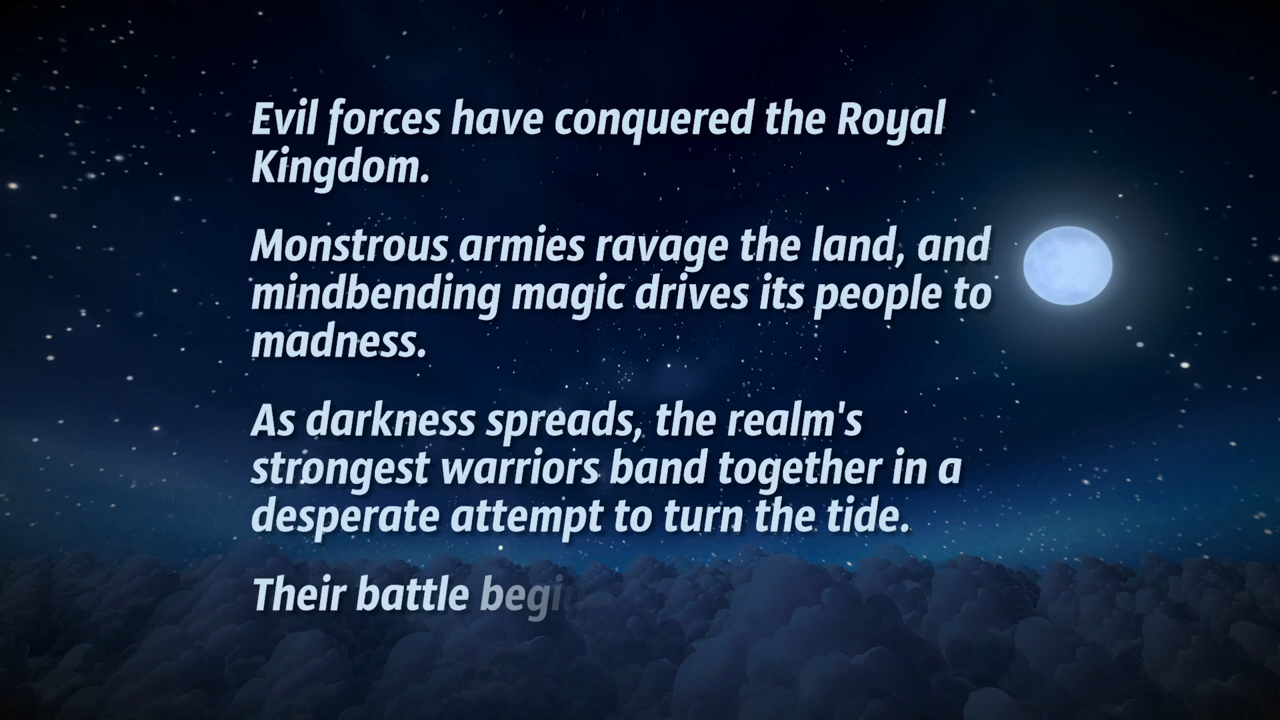 Evil forces have conquered the Royal
Kingdom.
Monstrous armies ravage the land, and
mindbending magic drives its people to
madness.
As darkness spreads, the realm's
strongest warriors band together in a
desperate attempt to turn the tide.
Their battle begi